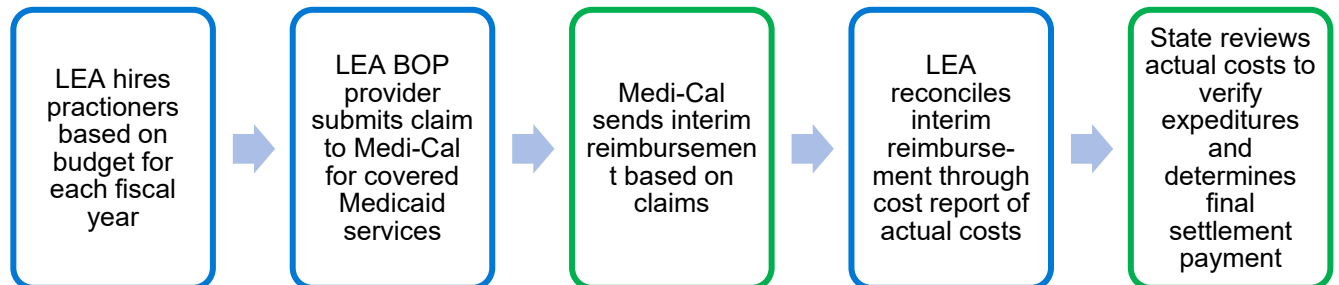 LEA hires
practioners
based on
budget for
each fiscal
year
LEA BOP
provider
submits claim
to Medi-Cal
for covered
Medicaid
services
Medi-Cal
sends interim
reimbursemen
t based on
claims
LEA
reconciles
interim
reimburse-
ment through
cost report of
actual costs
State reviews
actual costs to
verify
expeditures
and
determines
final
settlement
payment